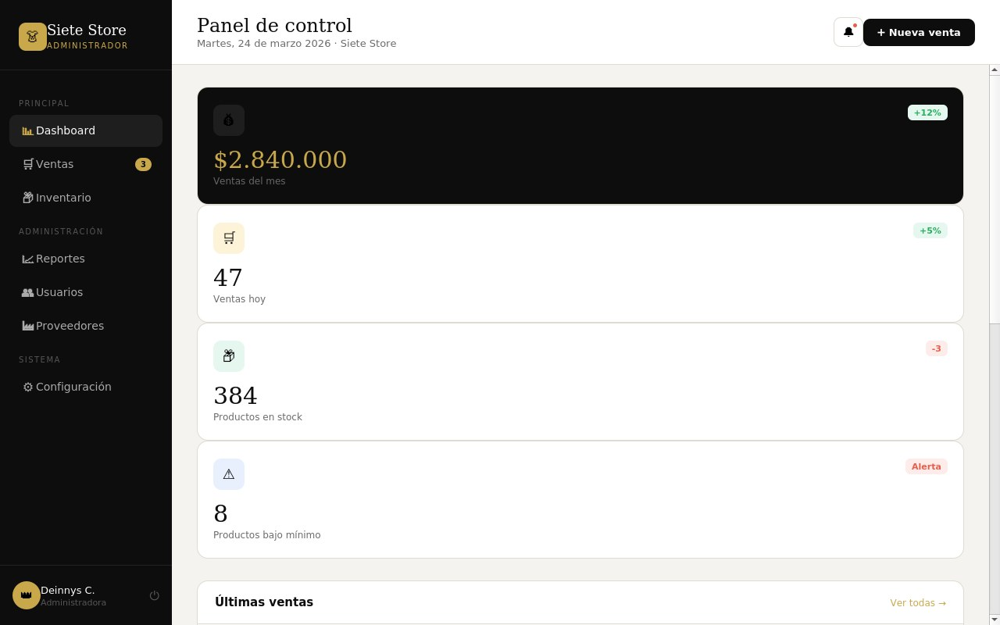 Siete Store
ADMINISTRADOR
PRINCIPAL
Dashboard
Ventas 3
Inventario
ADMINISTRACIÓN
Reportes
Usuarios
Proveedores
SISTEMA
Configuración
Deinnys C.
Administradora
Panel de control
Martes, 24 de marzo 2026 · Siete Store
+ Nueva venta
+12%
$2.840.000
Ventas del mes
+5%
47
Ventas hoy
-3
384
Productos en stock
Alerta
8
Productos bajo mínimo
Últimas ventas
Ver todas →